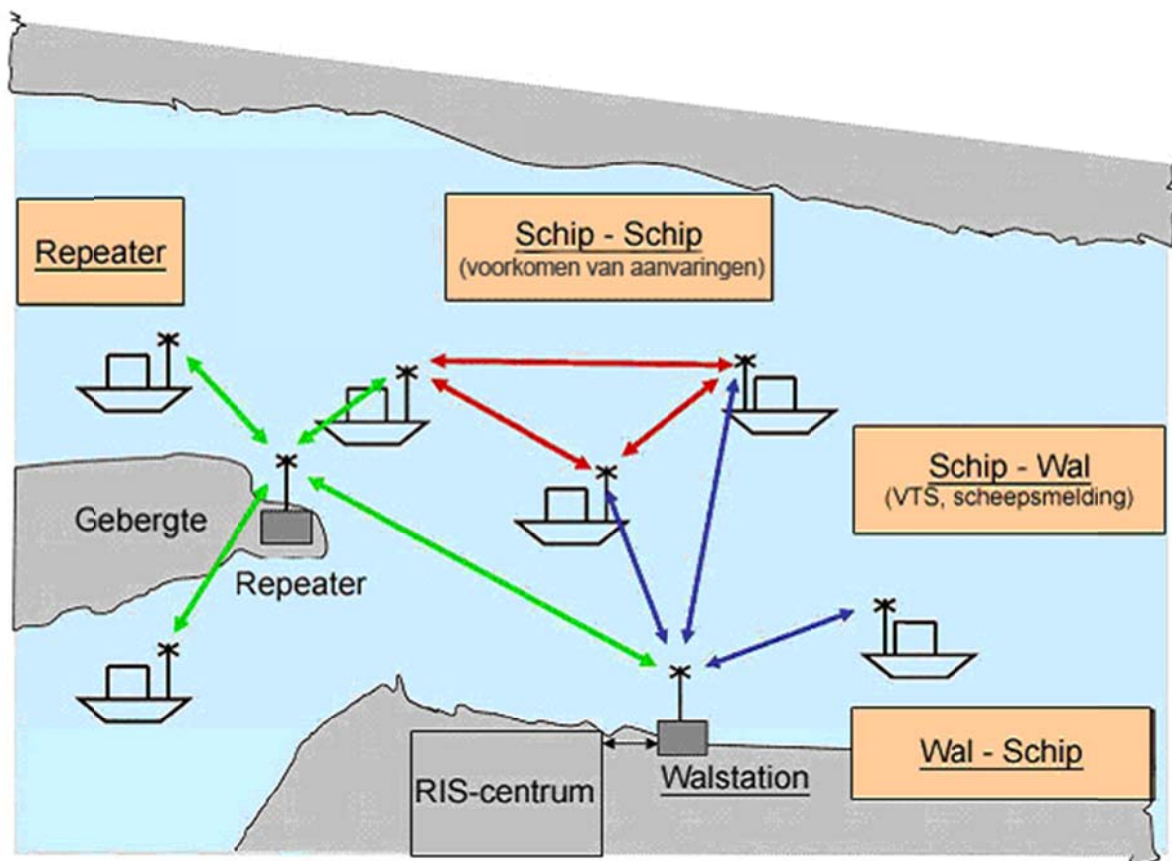 Repeater
Schip - Schip
(voorkomen van aanvaringen)
Schip - Wal
(VTS, scheepsmelding)
Gebergte
Repeater
Wal - Schip
Walstation
RIS-centrum